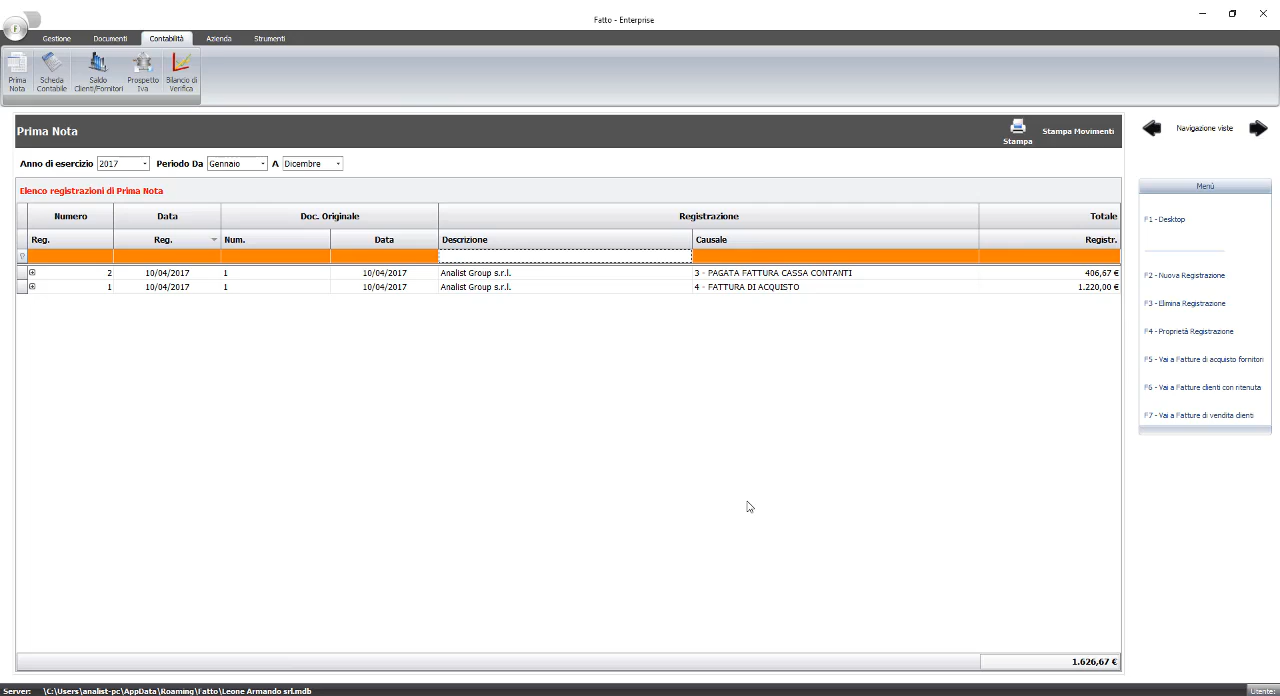 Fatto - Enterprise
F
Gestione Documenti Contabilità Azienda Strumenti
Prima Nota
Scheda Contabile
Saldo Clienti/Fornitori
Prospetto Iva
Bilancio di Verifica
Prima Nota
Stampa
Stampa Movimenti
Navigazione viste
Anno di esercizio 2017 Periodo Da Gennaio A Dicembre
Elenco registrazioni di Prima Nota
Numero Data Doc. Originale Registrazione Totale
Reg. Reg. Num. Data Descrizione Causale Registr.
2 10/04/2017 1 10/04/2017 Analist Group s.r.l. 3 - PAGATA FATTURA CASSA CONTANTI 406,67 €
1 10/04/2017 1 10/04/2017 Analist Group s.r.l. 4 - FATTURA DI ACQUISTO 1.220,00 €
1.626,67 €
Menù
F1 - Desktop
F2 - Nuova Registrazione
F3 - Elimina Registrazione
F4 - Proprietà Registrazione
F5 - Vai a Fatture di acquisto fornitori
F6 - Vai a Fatture clienti con ritenuta
F7 - Vai a Fatture di vendita clienti
Server: \C:\Users\analist-pc\AppData\Roaming\Fatto\Leone Armando srl.mdb
Utente: